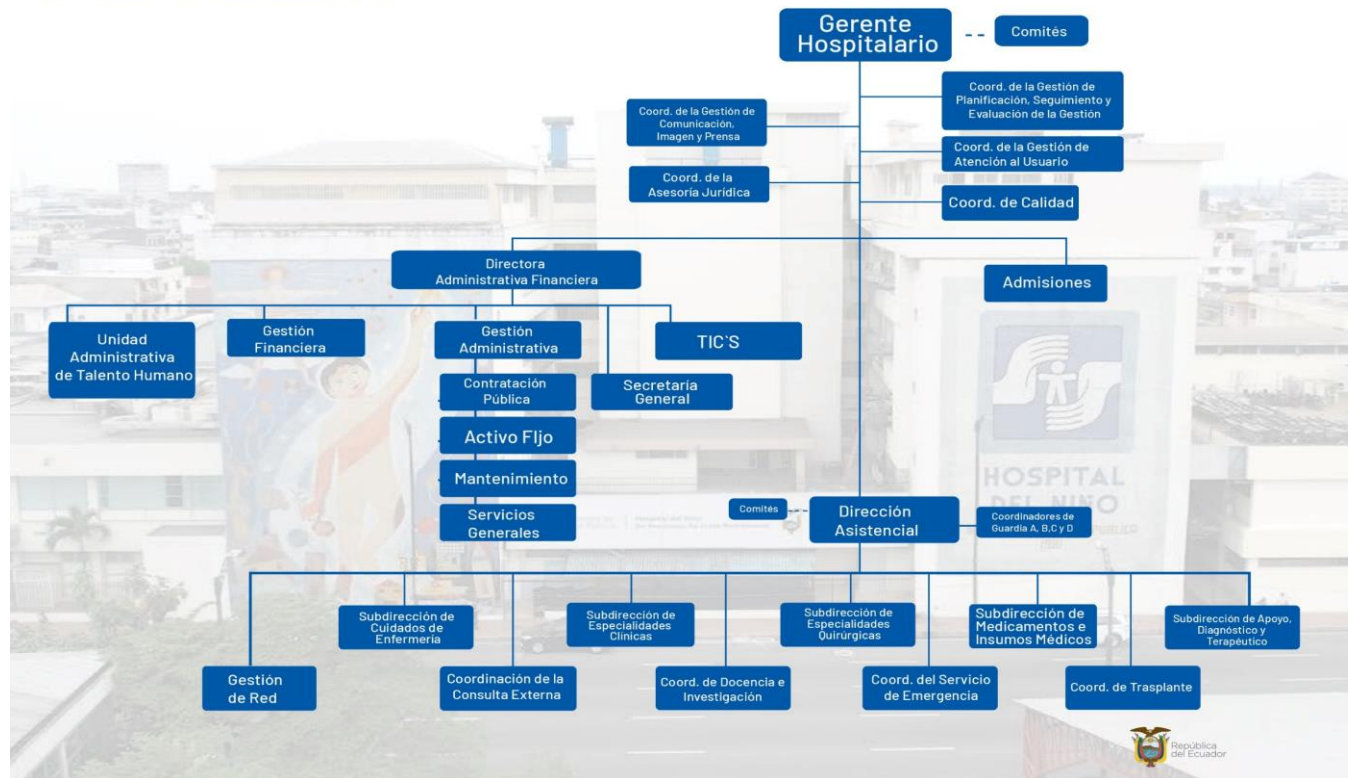 Gerente
Hospitalario
Comités
Coord. de la Gestión de
Planificación, Seguimiento y
Evaluación de la Gestión
Coord. de la Gestión de
Comunicación,
Imagen y Prensa
Coord. de la Gestión de
Atención al Usuario
Coord. de la
Asesoría Jurídica
Coord. de Calidad
Directora
Administrativa Financiera
Admisiones
Unidad
Administrativa
de Talento Humano
Gestión
Financiera
Gestión
Administrativa
TIC`S
Contratación
Pública
Secretaría
General
Activo FIjo
Mantenimiento
Servicios
Generales
HOSPITAL
DEL NIÑO
Comités
Dirección
Asistencial
Coordinadores de
Guardia A, B,C y D
Subdirección de
Cuidados de
Enfermería
Subdirección de
Especialidades
Clínicas
Subdirección de
Especialidades
Quirúrgicas
Subdirección de
Medicamentos e
Insumos Médicos
Subdirección de Apoyo,
Diagnóstico y
Terapéutico
Gestión
de Red
Coordinación de la
Consulta Externa
Coord. de Docencia e
Investigación
Coord. del Servicio
de Emergencia
Coord. de Trasplante
República
del Ecuador